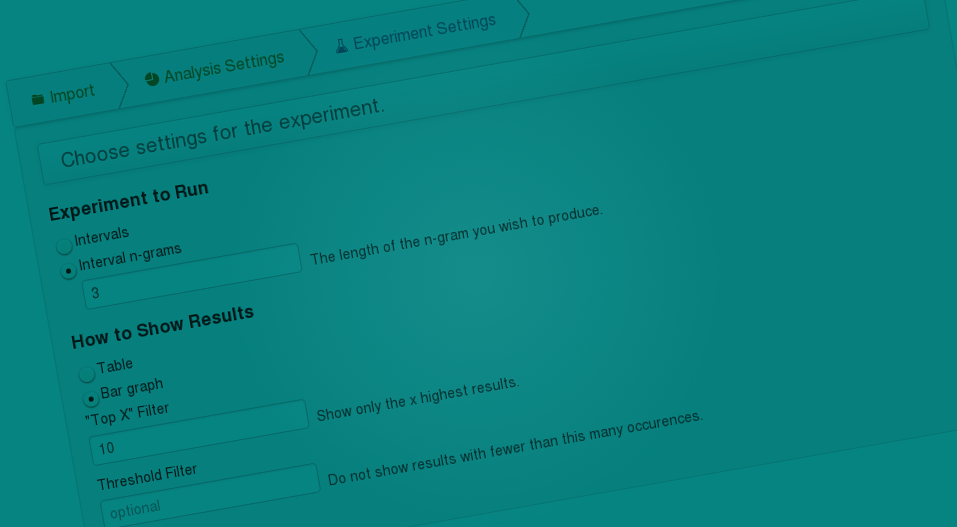 Import
Analysis Settings
Experiment Settings
Choose settings for the experiment.
Experiment to Run
Intervals
Interval n-grams
3
The length of the n-gram you wish to produce.
How to Show Results
Table
Bar graph
"Top X" Filter
10
Show only the x highest results.
Threshold Filter
optional
Do not show results with fewer than this many occurences.